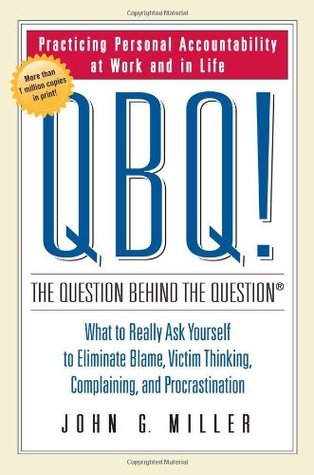 Practicing Personal Accountability
at Work and in Life
More than
1 million copies
in print!
QBQ!
THE QUESTION BEHIND THE QUESTION®
What to Really Ask Yourself
to Eliminate Blame, Victim Thinking,
Complaining, and Procrastination
JOHN G. MILLER